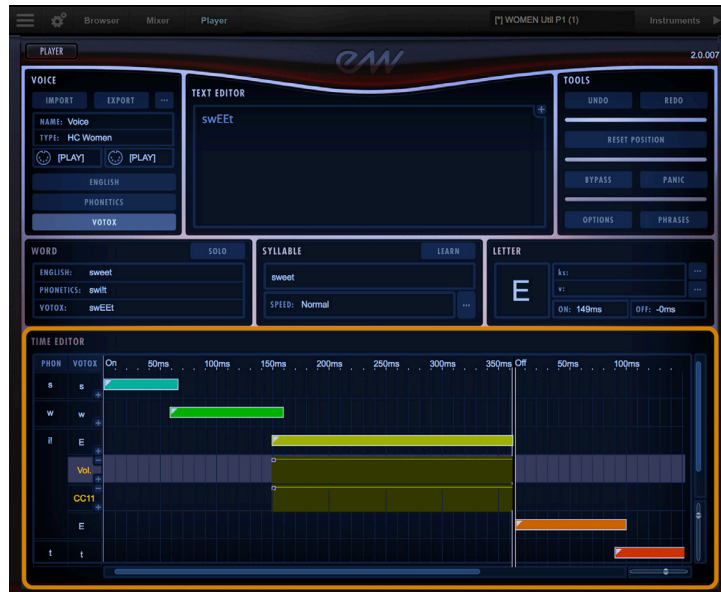 Browser Mixer Player [*] WOMEN Util P1 (1) Instruments
PLAYER
ew
2.0.007
VOICE
IMPORT EXPORT ...
NAME: Voice
TYPE: HC Women
[PLAY] [PLAY]
ENGLISH
PHONETICS
VOTOX
TEXT EDITOR
swEEt
+
TOOLS
UNDO REDO
RESET POSITION
BYPASS PANIC
OPTIONS PHRASES
WORD SOLO
ENGLISH: sweet
PHONETICS: swi!t
VOTOX: swEEt
SYLLABLE LEARN
sweet
SPEED: Normal ...
LETTER
E
ks: ...
v: ...
ON: 149ms OFF: -0ms
TIME EDITOR
PHON VOTOX On 50ms 100ms 150ms 200ms 250ms 300ms 350ms Off 50ms 100ms
s s
w w
i! E
Vol.
CC11
E
t t